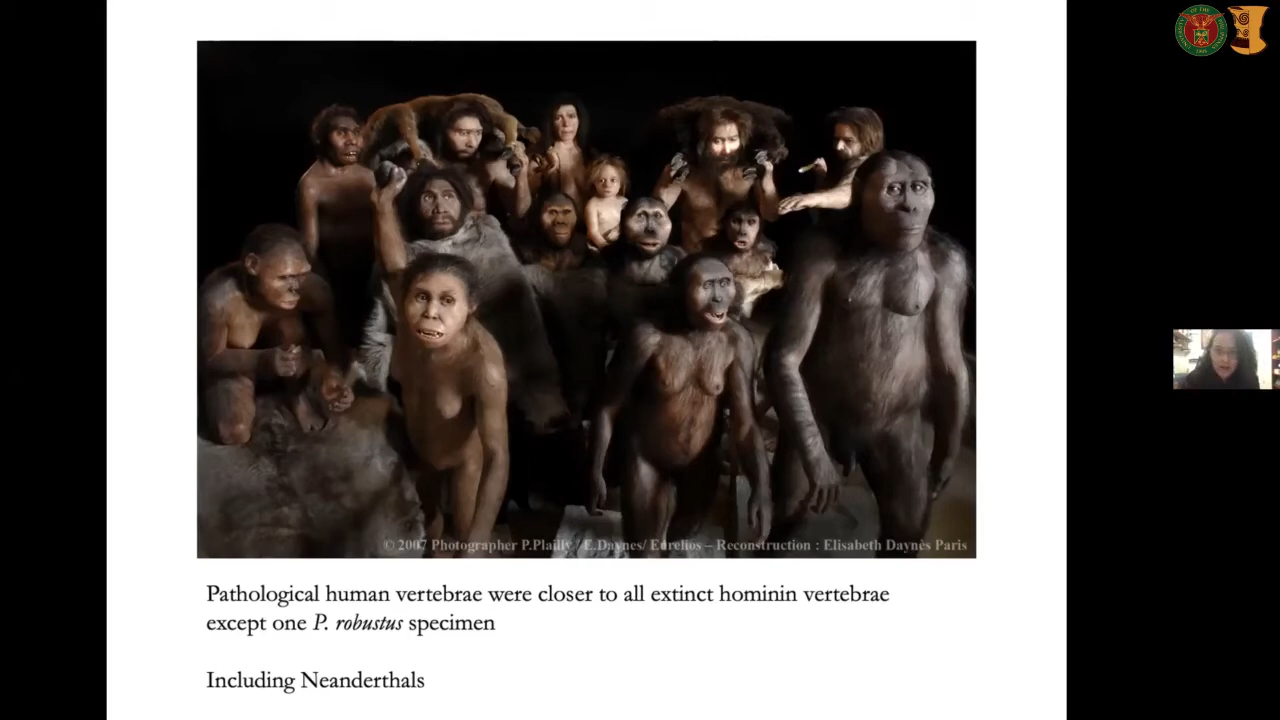 © 2007 Photographer P.Plailly / E.Daynes/ Eurelios – Reconstruction : Elisabeth Daynès Paris
Pathological human vertebrae were closer to all extinct hominin vertebrae
except one P. robustus specimen
Including Neanderthals